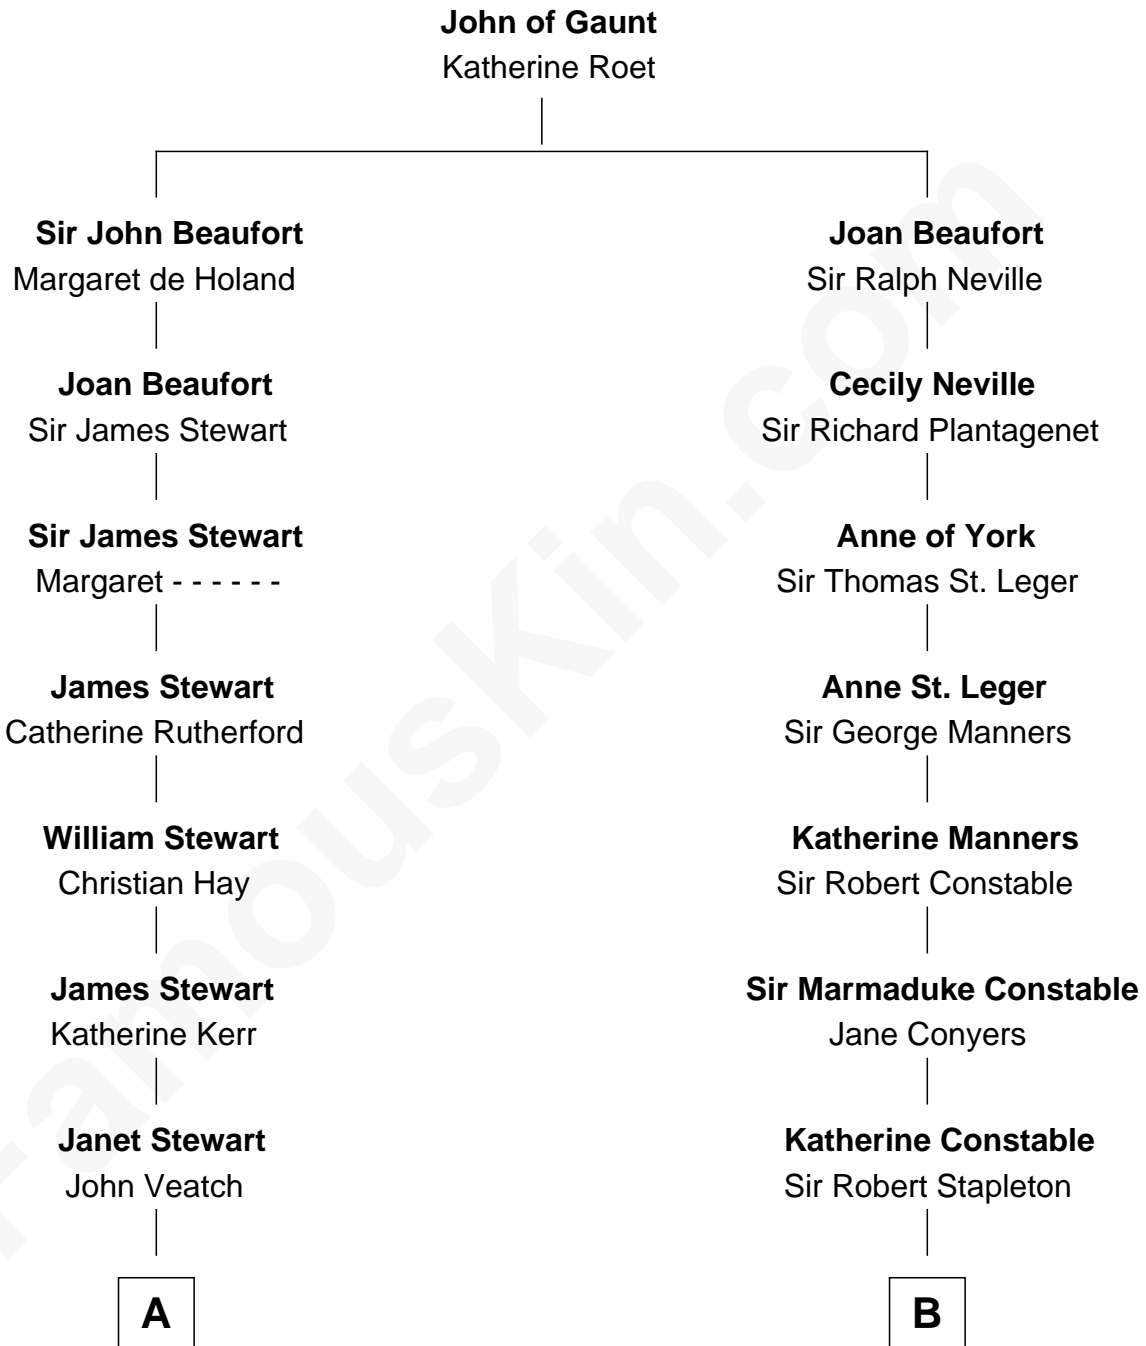 John of Gaunt
Katherine Roet
Sir John Beaufort
Margaret de Holand
Joan Beaufort
Sir James Stewart
Sir James Stewart
Margaret - - - - - -
James Stewart
Catherine Rutherford
William Stewart
Christian Hay
James Stewart
Katherine Kerr
Janet Stewart
John Veatch
A
Joan Beaufort
Sir Ralph Neville
Cecily Neville
Sir Richard Plantagenet
Anne of York
Sir Thomas St. Leger
Anne St. Leger
Sir George Manners
Katherine Manners
Sir Robert Constable
Sir Marmaduke Constable
Jane Conyers
Katherine Constable
Sir Robert Stapleton
B
FamousKin.com